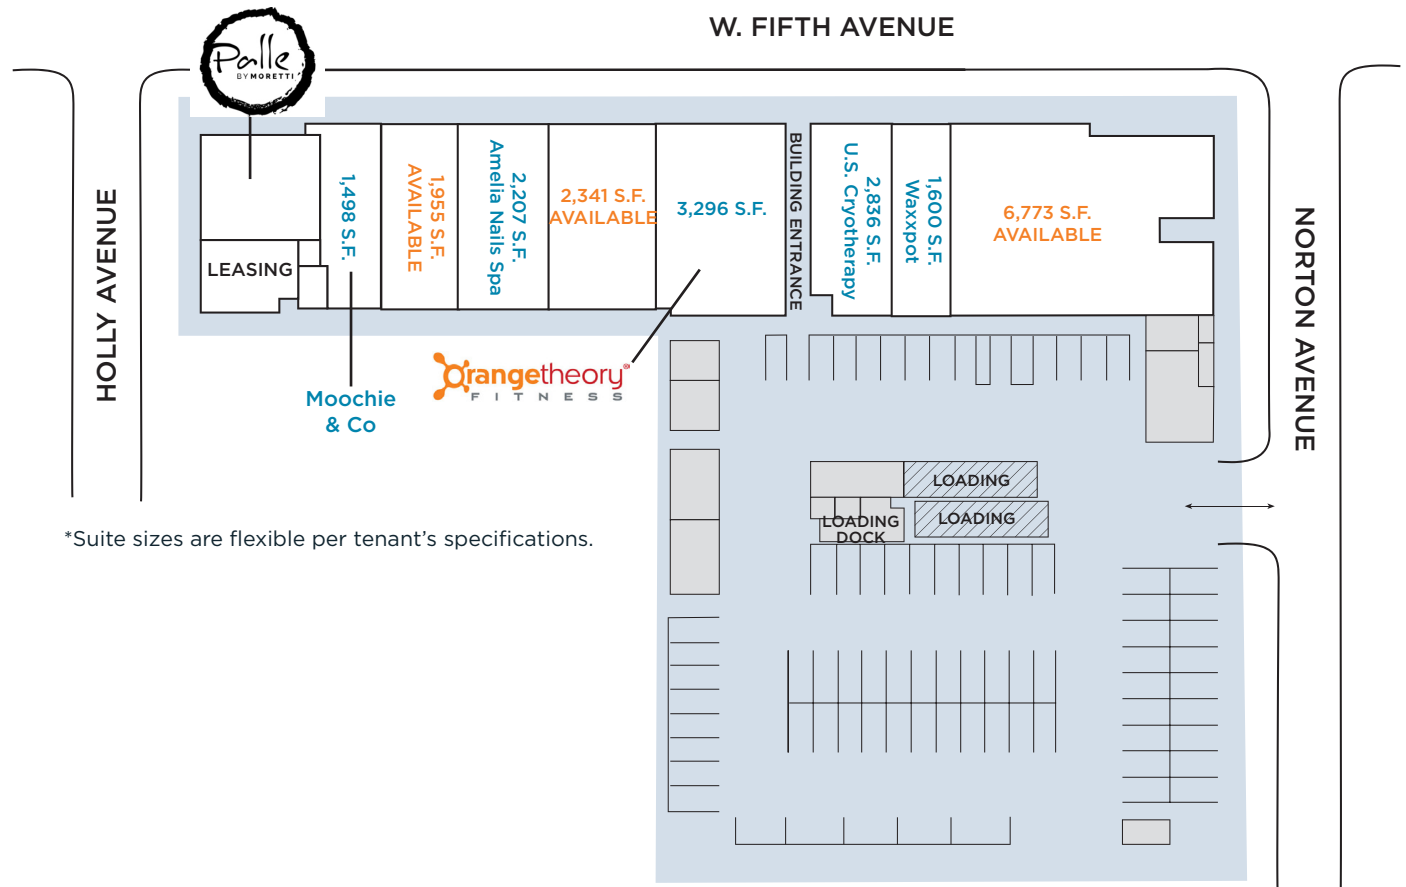 W. FIFTH AVENUE
Palle
BY MORETTI
HOLLY AVENUE
NORTON AVENUE
LEASING
1,498 S.F.
1,955 S.F.
AVAILABLE
2,207 S.F.
Amelia Nails Spa
2,341 S.F.
AVAILABLE
3,296 S.F.
BUILDING ENTRANCE
2,836 S.F.
U.S. Cryotherapy
1,600 S.F.
Waxxpot
6,773 S.F.
AVAILABLE
Moochie
& Co
Orangetheory®
FITNESS
LOADING
LOADING
LOADING
DOCK
*Suite sizes are flexible per tenant’s specifications.